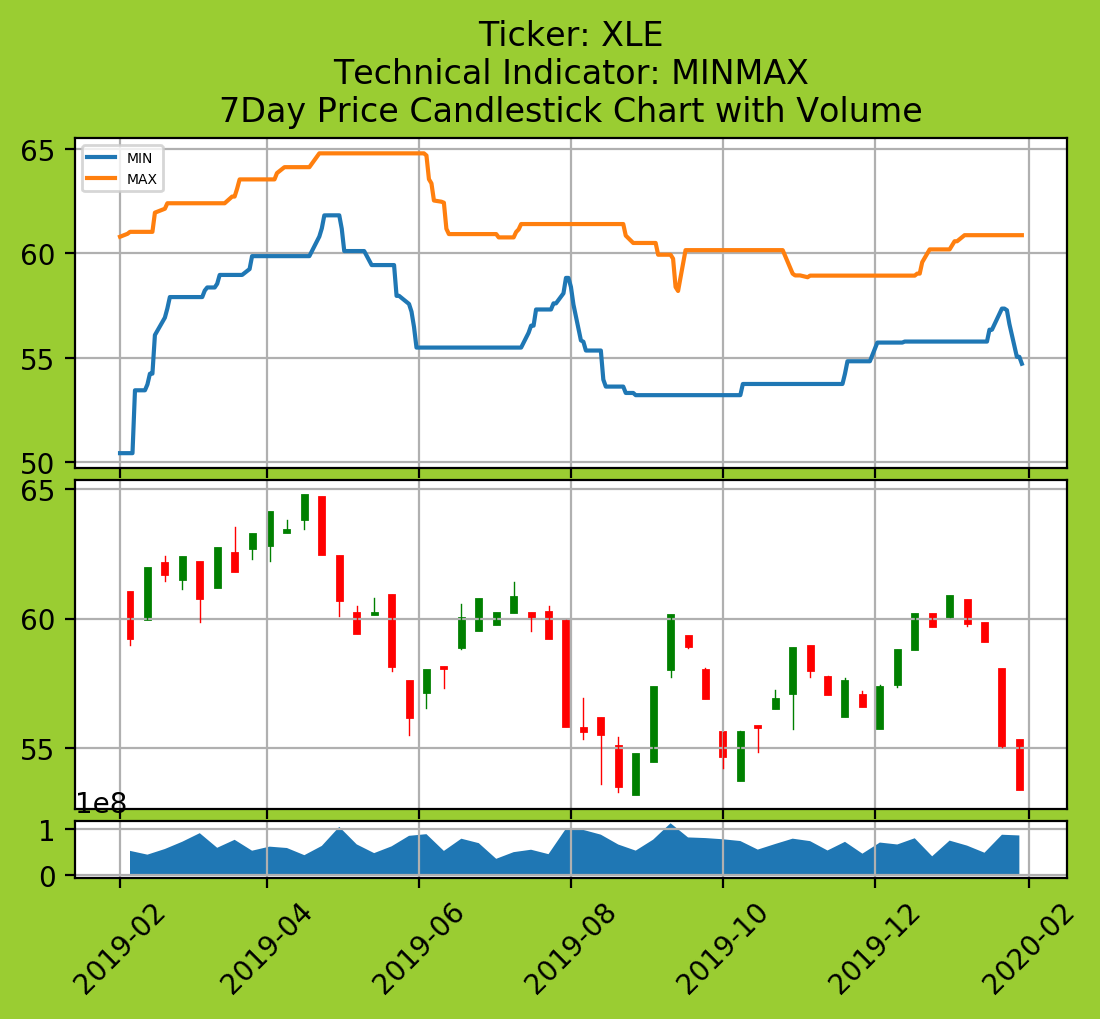 Ticker: XLE
Technical Indicator: MINMAX
7Day Price Candlestick Chart with Volume
65
60
55
50
MIN
MAX
65
60
55
1e8
1
0
2019-02
2019-04
2019-06
2019-08
2019-10
2019-12
2020-02